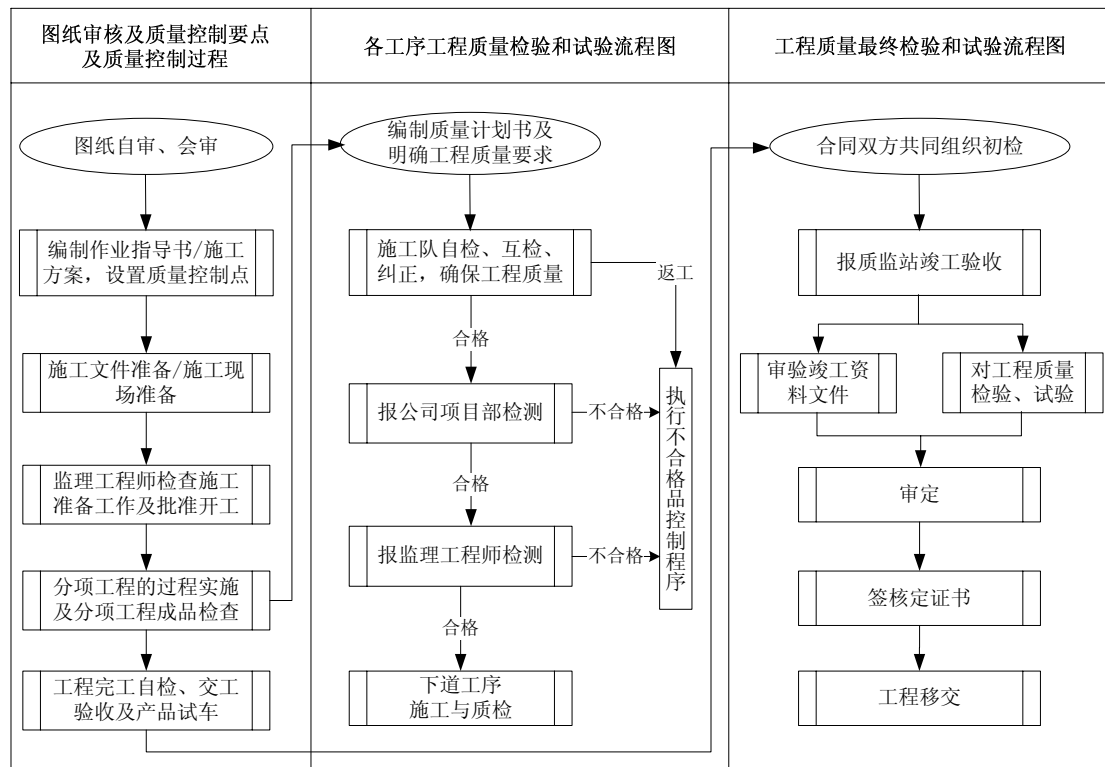 图纸审核及质量控制要点
及质量控制过程
各工序工程质量检验和试验流程图
工程质量最终检验和试验流程图
图纸自审、会审
编制作业指导书/施工
方案，设置质量控制点
施工文件准备/施工现
场准备
监理工程师检查施工
准备工作及批准开工
分项工程的过程实施
及分项工程成品检查
工程完工自检、交工
验收及产品试车
编制质量计划书及
明确工程质量要求
施工队自检、互检、
纠正，确保工程质量
返工
合格
报公司项目部检测
不合格
合格
报监理工程师检测
不合格
执行不合格品控制程序
合格
下道工序
施工与质检
合同双方共同组织初检
报质监站竣工验收
审验竣工资
料文件
对工程质量
检验、试验
审定
签核定证书
工程移交